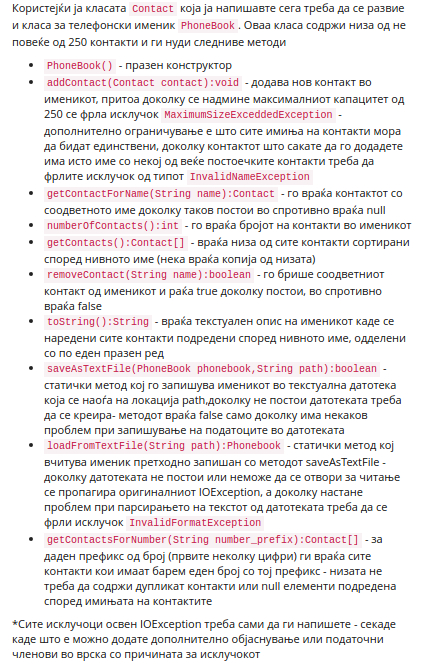 Користејќи ја класата Contact која ја напишавте сега треба да се развие
и класа за телефонски именик PhoneBook . Оваа класа содржи низа од не
повеќе од 250 контакти и ги нуди следниве методи
PhoneBook() - празен конструктор
addContact(Contact contact):void - додава нов контакт во
именикот, притоа доколку се надмине максималниот капацитет од
250 се фрла исклучок MaximumSizeExceddedException -
дополнително ограничување е што сите имиња на контакти мора
да бидат единствени, доколку контактот што сакате да го додадете
има исто име со некој од веќе постоечките контакти треба да
фрлите исклучок од типот InvalidNameException
getContactForName(String name):Contact - го враќа контактот со
соодветното име доколку таков постои во спротивно враќа null
numberOfContacts():int - го враќа бројот на контакти во именикот
getContacts():Contact[] - враќа низа од сите контакти сортирани
според нивното име (нека враќа копија од низата)
removeContact(String name):boolean - го брише соодветниот
контакт од именикот и раќа true доколку постои, во спротивно
враќа false
toString():String - враќа текстуален опис на именикот каде се
наредени сите контакти подредени според нивното име, одделени
со по еден празен ред
saveAsTextFile(PhoneBook phonebook,String path):boolean -
статички метод кој го запишува именикот во текстуална датотека
која се наоѓа на локација path,доколку не постои датотеката треба
да се креира- методот враќа false само доколку има некаков
проблем при запишување на податоците во датотеката
loadFromTextFile(String path):Phonebook - статички метод кој
вчитува именик претходно запишан со методот saveAsTextFile -
доколку датотеката не постои или неможе да се отвори за читање
се пропагира оригиналниот IOException, а доколку настане
проблем при парсирањето на текстот од датотеката треба да се
фрли исклучок InvalidFormatException
getContactsForNumber(String number_prefix):Contact[] - за
даден префикс од број (првите неколку цифри) ги враќа сите
контакти кои имаат барем еден број со тој префикс - низата не
треба да содржи дупликат контакти или null елементи подредена
според имињата на контактите
*Сите исклучоци освен IOException треба сами да ги напишете - секаде
каде што е можно додате дополнително објаснување или податочни
членови во врска со причината за исклучокот